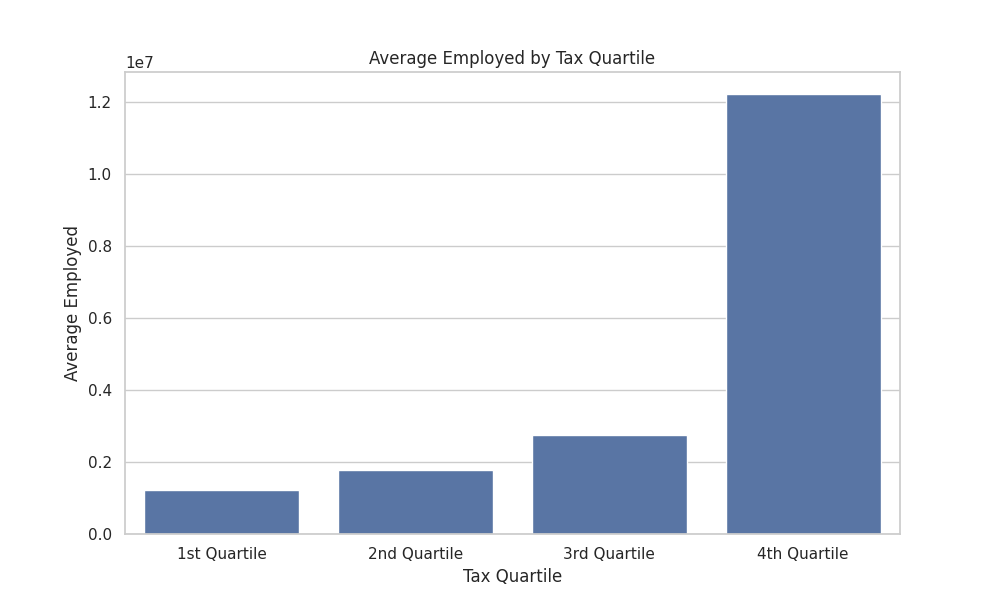 Average Employed by Tax Quartile
1e7
1.2
1.0
0.8
0.6
0.4
0.2
0.0
Average Employed
1st Quartile
2nd Quartile
3rd Quartile
4th Quartile
Tax Quartile